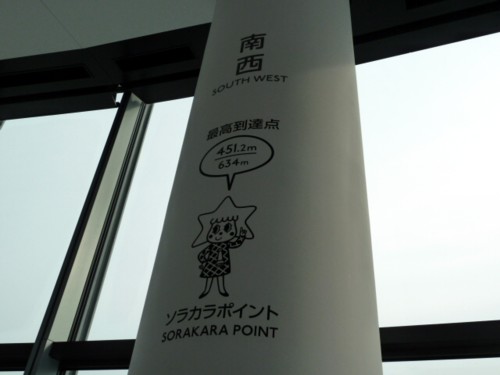 南
西
SOUTH WEST
最高到達点
451.2m
634m
ソラカラポイント
SORAKARA POINT